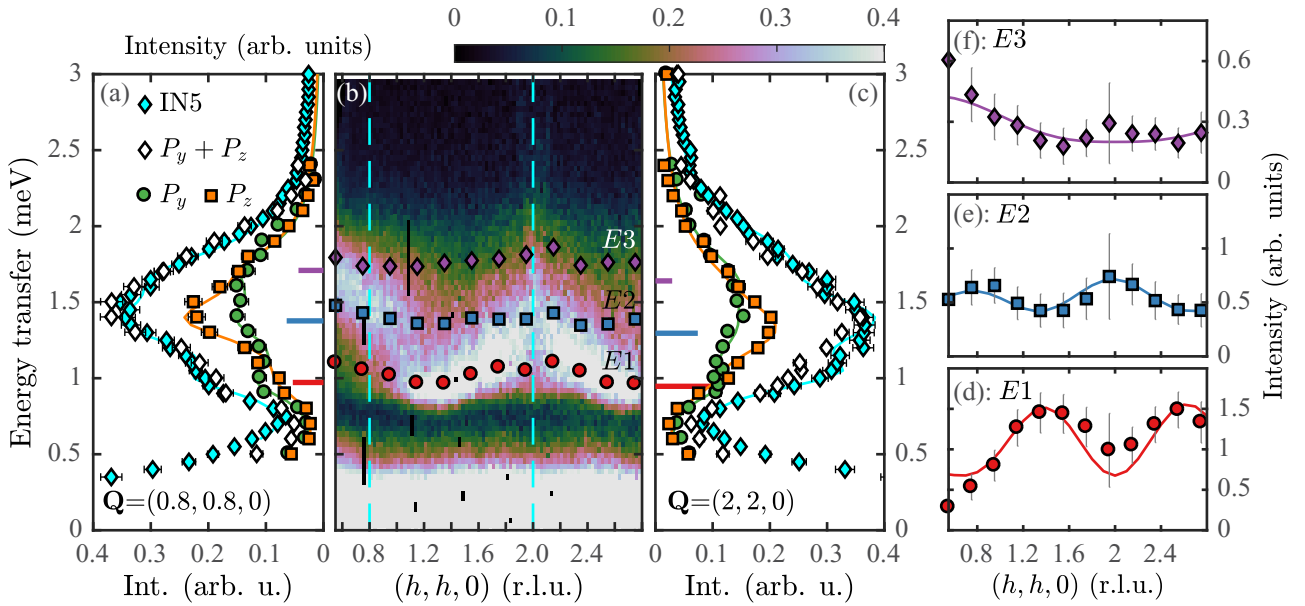 0 0.1 0.2 0.3 0.4
Intensity (arb. units)
(a)
IN5
P_y + P_z
P_y P_z
Q=(0.8, 0.8, 0)
3
2.5
2
1.5
1
0.5
0
Energy transfer (meV)
0.4 0.3 0.2 0.1 0
Int. (arb. u.)
(b)
E3
E2
E1
0.8 1.2 1.6 2.0 2.4
(h, h, 0) (r.l.u.)
(c)
Q=(2, 2, 0)
3
2.5
2
1.5
1
0.5
0
0 0.1 0.2 0.3 0.4
Int. (arb. u.)
(f): E3
0.6
0.3
0
(e): E2
1
0.5
0
(d): E1
1.5
1
0.5
0
Intensity (arb. units)
0.8 1.2 1.6 2.0 2.4
(h, h, 0) (r.l.u.)